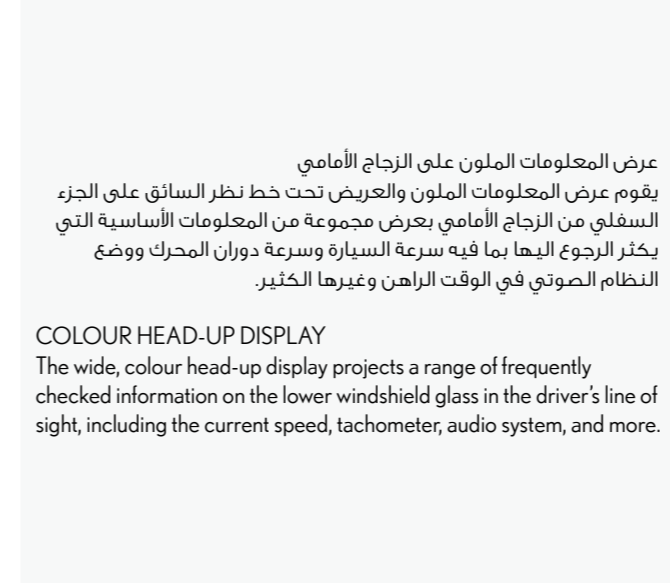 عرض المعلومات الملون على الزجاج الأمامي
يقوم عرض المعلومات الملون والعريض تحت خط نظر السائق على الجزء
السفلي من الزجاج الأمامي بعرض مجموعة من المعلومات الأساسية التي
يكثر الرجوع اليها بما فيه سرعة السيارة وسرعة دوران المحرك ووضع
النظام الصوتي في الوقت الراهن وغيرها الكثير.
COLOUR HEAD-UP DISPLAY
The wide, colour head-up display projects a range of frequently
checked information on the lower windshield glass in the driver’s line of
sight, including the current speed, tachometer, audio system, and more.